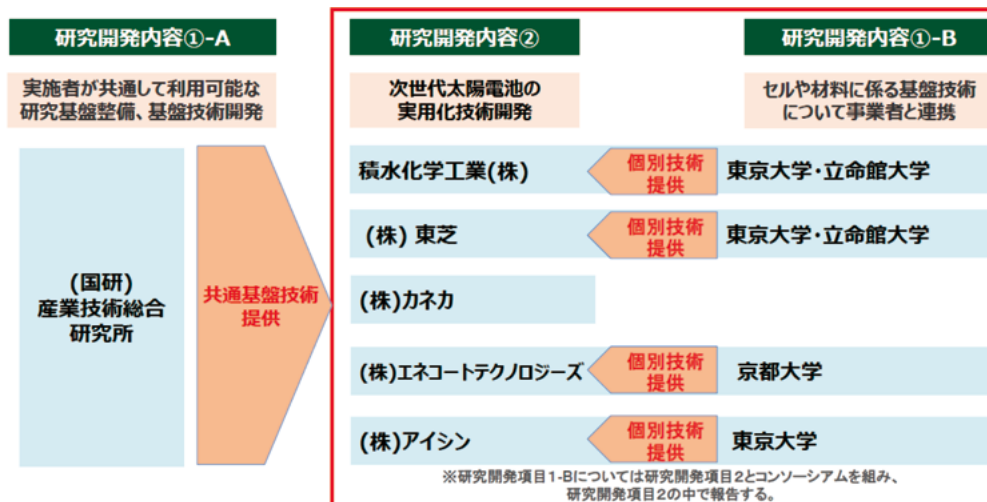 研究開発内容①-A
実施者が共通して利用可能な
研究基盤整備、基盤技術開発
(国研)
産業技術総合
研究所
共通基盤技術
提供
研究開発内容②
次世代太陽電池の
実用化技術開発
研究開発内容①-B
セルや材料に係る基盤技術
について事業者と連携
積水化学工業(株)
個別技術
提供
東京大学・立命館大学
(株) 東芝
個別技術
提供
東京大学・立命館大学
(株)カネカ
(株)エネコートテクノロジーズ
個別技術
提供
京都大学
(株)アイシン
個別技術
提供
東京大学
※研究開発項目1-Bについては研究開発項目2とコンソーシアムを組み、
研究開発項目2の中で報告する。